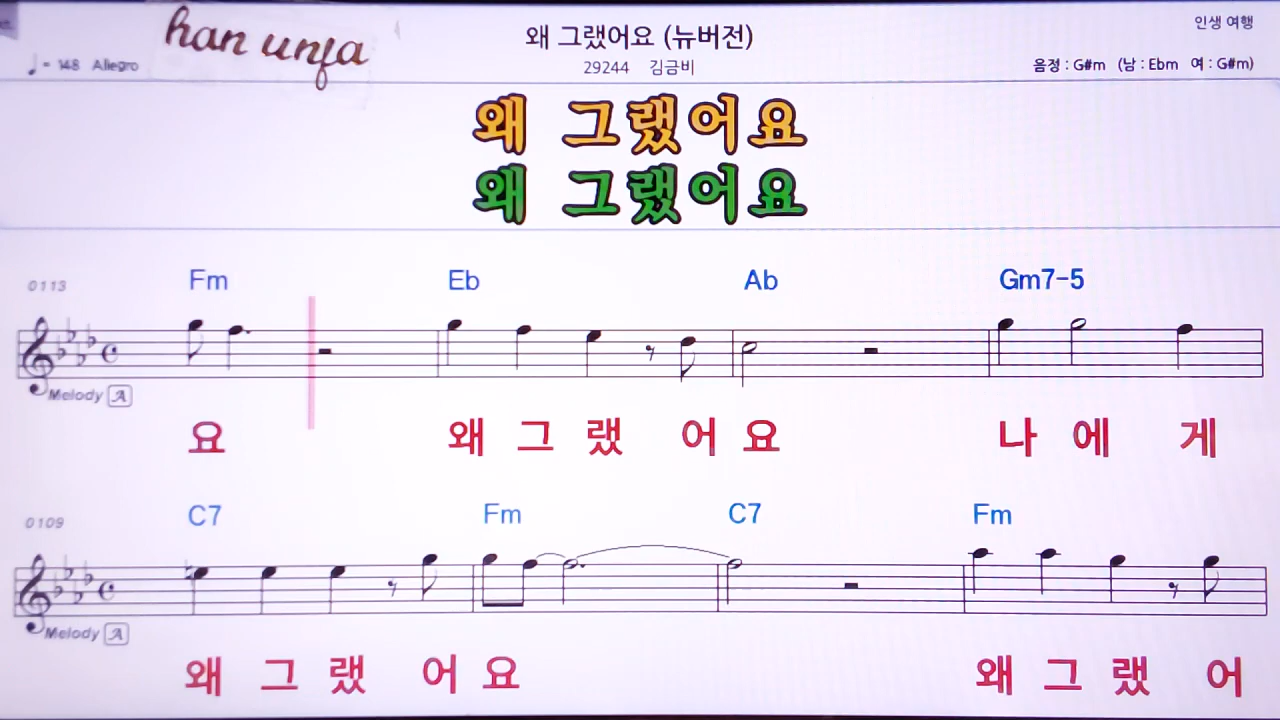 han unfa
왜 그랬어요 (뉴버전)
인생 여행
♩= 148 Allegro
29244 김금비
음정 : G#m (남 : Ebm 여 : G#m)
왜 그랬어요
왜 그랬어요
0113
Fm Eb Ab Gm7-5
Melody A
요 왜 그 랬 어 요 나 에 게
0109
C7 Fm C7 Fm
Melody A
왜 그 랬 어 요 왜 그 랬 어